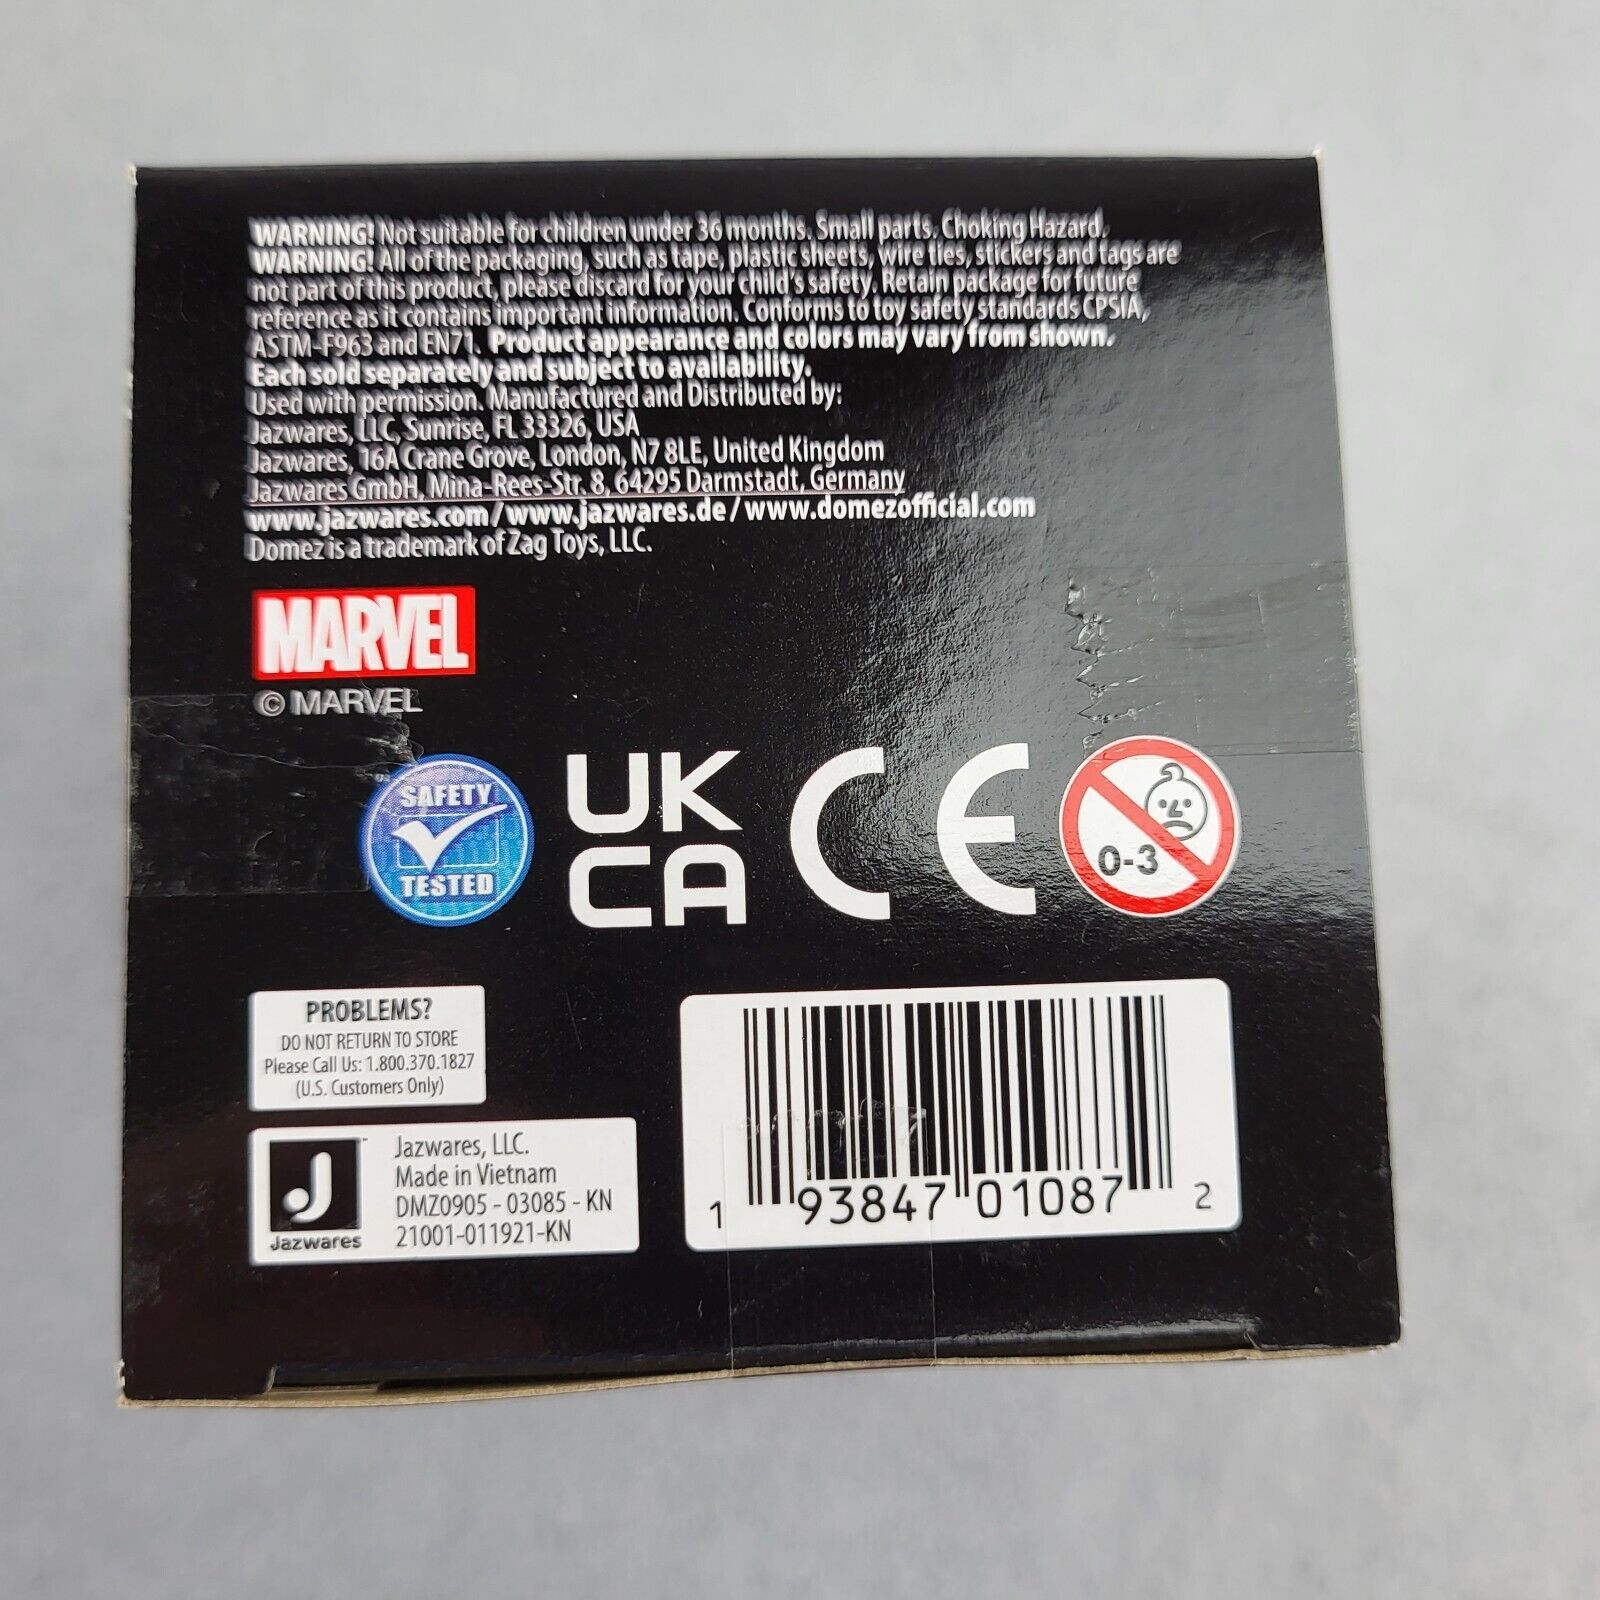 WARNING! Not suitable for children under 36 months. Small parts. Choking Hazard.
WARNING! All of the packaging, such as tape, plastic sheets, wire ties, stickers and tags are
not part of this product, please discard for your child's safety. Retain package for future
reference as it contains important information. Conforms to toy safety standards CPSIA,
ASTM-F963 and EN71. Product appearance and colors may vary from shown.
Each sold separately and subject to availability.
Used with permission. Manufactured and Distributed by:
Jazwares, LLC, Sunrise, FL 33326, USA
Jazwares, 16A Crane Grove, London, N7 8LE, United Kingdom
Jazwares GmbH, Mina-Rees-Str. 8, 64295 Darmstadt, Germany
www.jazwares.com / www.jazwares.de / www.domezofficial.com
Domez is a trademark of Zag Toys, LLC.
MARVEL
© MARVEL
SAFETY
TESTED
UK
CA
CE
0-3
PROBLEMS?
DO NOT RETURN TO STORE
Please Call Us: 1.800.370.1827
(U.S. Customers Only)
J
Jazwares
Jazwares, LLC.
Made in Vietnam
DMZ0905 - 03085 - KN
21001-011921-KN
1 93847 01087 2